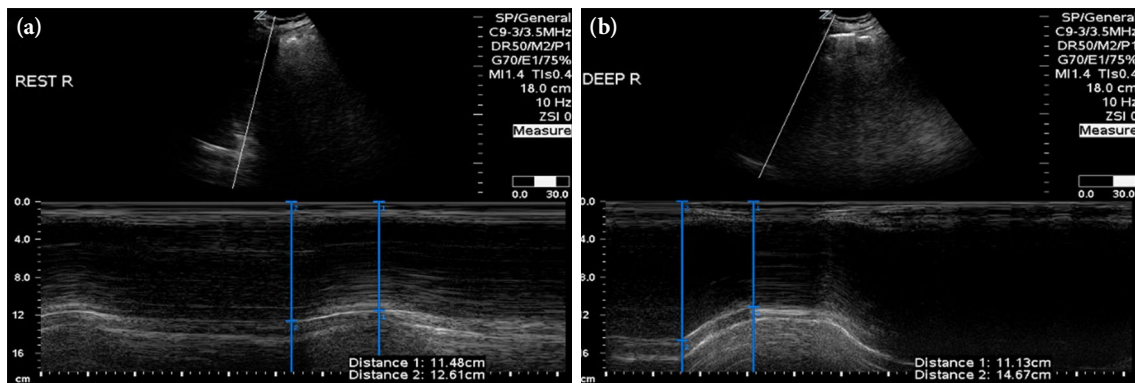 (a)
Z
SP/General
C9-3/3.5MHz
DR50/M2/P1
G70/E1/75%
MI1.4 TIs0.4
18.0 cm
10 Hz
ZSI 0
Measure
REST R
0.0 30.0
0.0
4.0
8.0
12
16
cm
Distance 1: 11.48cm
Distance 2: 12.61cm
(b)
Z
SP/General
C9-3/3.5MHz
DR50/M2/P1
G70/E1/75%
MI1.4 TIs0.4
18.0 cm
10 Hz
ZSI 0
Measure
DEEP R
0.0 30.0
0.0
4.0
8.0
12
16
cm
Distance 1: 11.13cm
Distance 2: 14.67cm